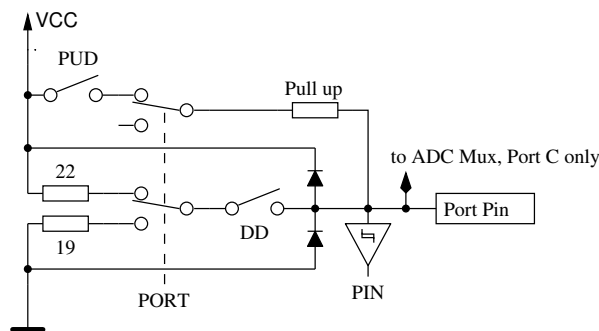 VCC
PUD
Pull up
to ADC Mux, Port C only
22
Port Pin
19
DD
PIN
PORT